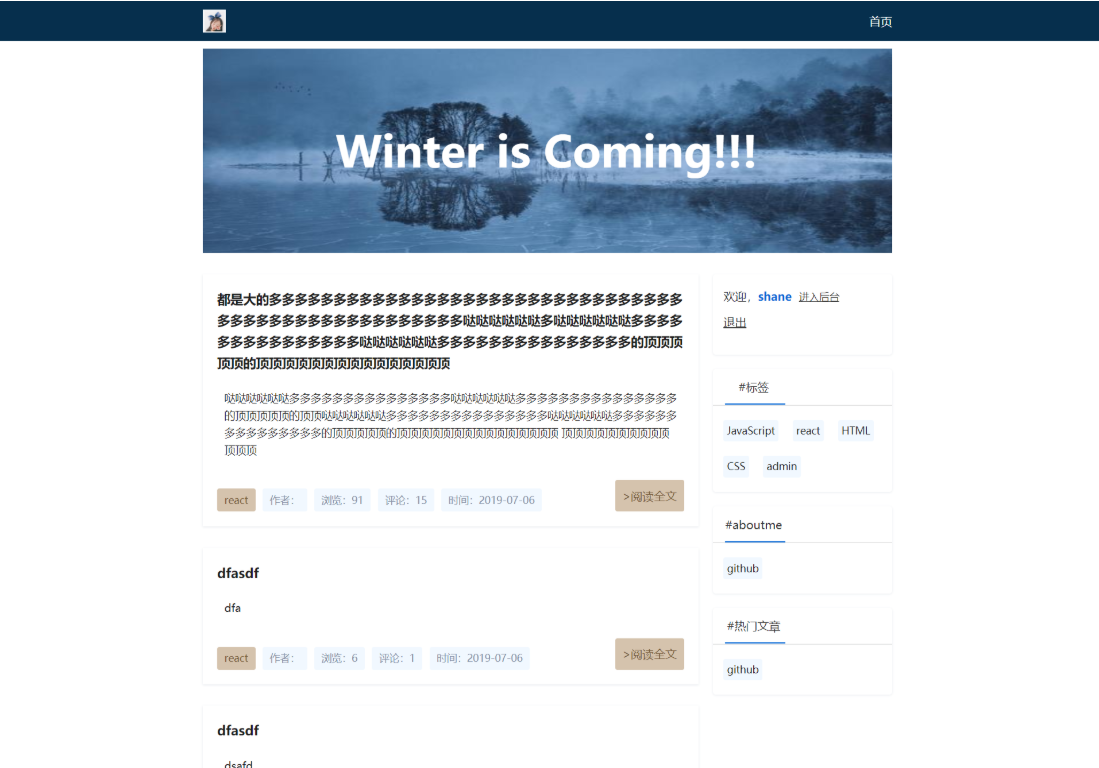 首页
Winter is Coming!!!
都是大的多多多多多多多多多多多多多多多多多多多多多多多多多多多多多多多多
多多多多多多多多多多多多多多多多多多多哒哒哒哒哒哒多哒哒哒哒哒哒多多多多
多多多多多多多多多多多哒哒哒哒哒哒多多多多多多多多多多多多多多多的顶顶顶
顶顶的顶顶顶顶顶顶顶顶顶顶顶顶顶顶顶
哒哒哒哒哒哒多多多多多多多多多多多多多多多哒哒哒哒哒哒多多多多多多多多多多多多多多多
的顶顶顶顶顶的顶顶哒哒哒哒哒哒多多多多多多多多多多多多多多多哒哒哒哒哒哒多多多多多多
多多多多多多多多多的顶顶顶顶顶的顶顶顶顶顶顶顶顶顶顶顶顶顶顶顶 顶顶顶顶顶顶顶顶顶顶
顶顶顶
react 作者： 浏览：91 评论：15 时间：2019-07-06 >阅读全文
dfasdf
dfa
react 作者： 浏览：6 评论：1 时间：2019-07-06 >阅读全文
dfasdf
dsafd
欢迎，shane 进入后台
退出
#标签
JavaScript react HTML
CSS admin
#aboutme
github
#热门文章
github